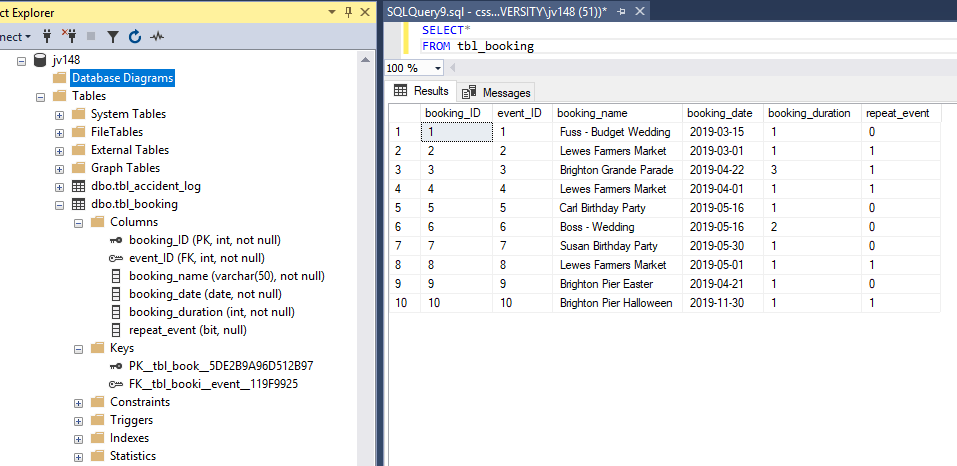 ct Explorer
nect
jv148
Database Diagrams
Tables
System Tables
FileTables
External Tables
Graph Tables
dbo.tbl_accident_log
dbo.tbl_booking
Columns
booking_ID (PK, int, not null)
event_ID (FK, int, not null)
booking_name (varchar(50), not null)
booking_date (date, not null)
booking_duration (int, not null)
repeat_event (bit, null)
Keys
PK__tbl_book__5DE2B9A96D512B97
FK__tbl_booki__event__119F9925
Constraints
Triggers
Indexes
Statistics
SQLQuery9.sql - css...VERSITY\jv148 (51))*
SELECT*
FROM tbl_booking
100 %
Results Messages
booking_ID event_ID booking_name booking_date booking_duration repeat_event
1 1 1 Fuss - Budget Wedding 2019-03-15 1 0
2 2 2 Lewes Farmers Market 2019-03-01 1 1
3 3 3 Brighton Grande Parade 2019-04-22 3 1
4 4 4 Lewes Farmers Market 2019-04-01 1 1
5 5 5 Carl Birthday Party 2019-05-16 1 0
6 6 6 Boss - Wedding 2019-05-16 2 0
7 7 7 Susan Birthday Party 2019-05-30 1 0
8 8 8 Lewes Farmers Market 2019-05-01 1 1
9 9 9 Brighton Pier Easter 2019-04-21 1 0
10 10 10 Brighton Pier Halloween 2019-11-30 1 1